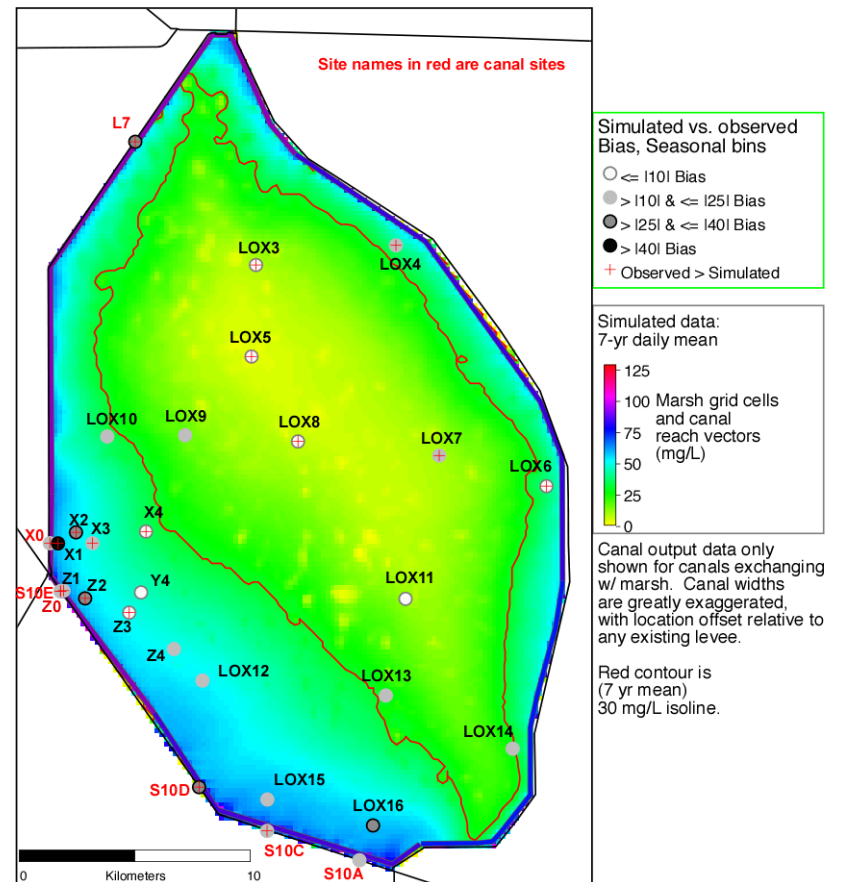 Site names in red are canal sites
L7
LOX3
LOX4
LOX5
LOX10
LOX9
LOX8
LOX7
LOX6
X4
X2
X3
X0
X1
Z1
Z2
Y4
S10E
Z0
Z3
LOX11
Z4
LOX12
LOX13
LOX14
S10D
LOX15
LOX16
S10C
S10A
0 Kilometers 10
Simulated vs. observed
Bias, Seasonal bins
<= |10| Bias
> |10| & <= |25| Bias
> |25| & <= |40| Bias
> |40| Bias
Observed > Simulated
Simulated data:
7-yr daily mean
125
100
75
50
25
0
Marsh grid cells
and canal
reach vectors
(mg/L)
Canal output data only
shown for canals exchanging
w/ marsh. Canal widths
are greatly exaggerated,
with location offset relative to
any existing levee.
Red contour is
(7 yr mean)
30 mg/L isoline.